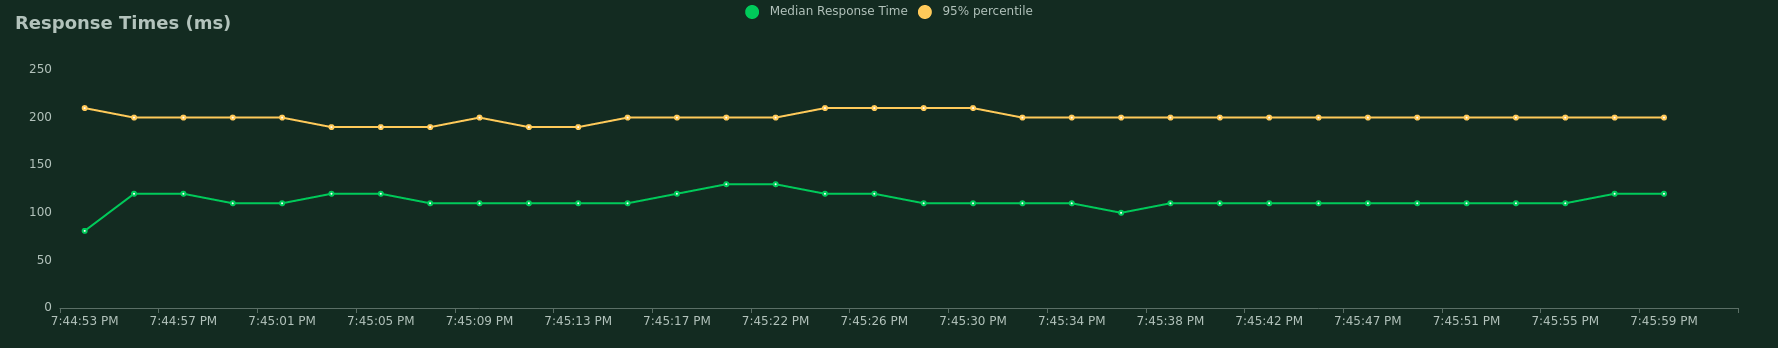 Response Times (ms)
Median Response Time
95% percentile
250
200
150
100
50
0
7:44:53 PM
7:44:57 PM
7:45:01 PM
7:45:05 PM
7:45:09 PM
7:45:13 PM
7:45:17 PM
7:45:22 PM
7:45:26 PM
7:45:30 PM
7:45:34 PM
7:45:38 PM
7:45:42 PM
7:45:47 PM
7:45:51 PM
7:45:55 PM
7:45:59 PM